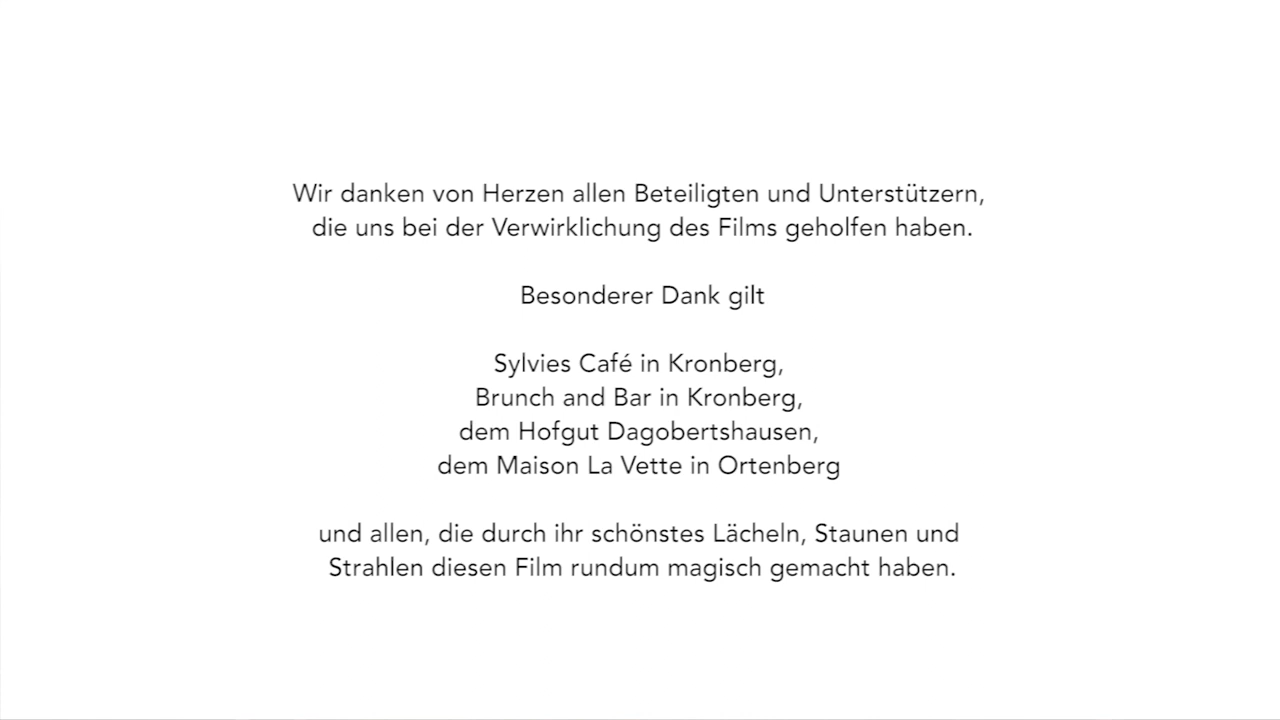 Wir danken von Herzen allen Beteiligten und Unterstützern,
die uns bei der Verwirklichung des Films geholfen haben.
Besonderer Dank gilt
Sylvies Café in Kronberg,
Brunch and Bar in Kronberg,
dem Hofgut Dagobertshausen,
dem Maison La Vette in Ortenberg
und allen, die durch ihr schönstes Lächeln, Staunen und
Strahlen diesen Film rundum magisch gemacht haben.